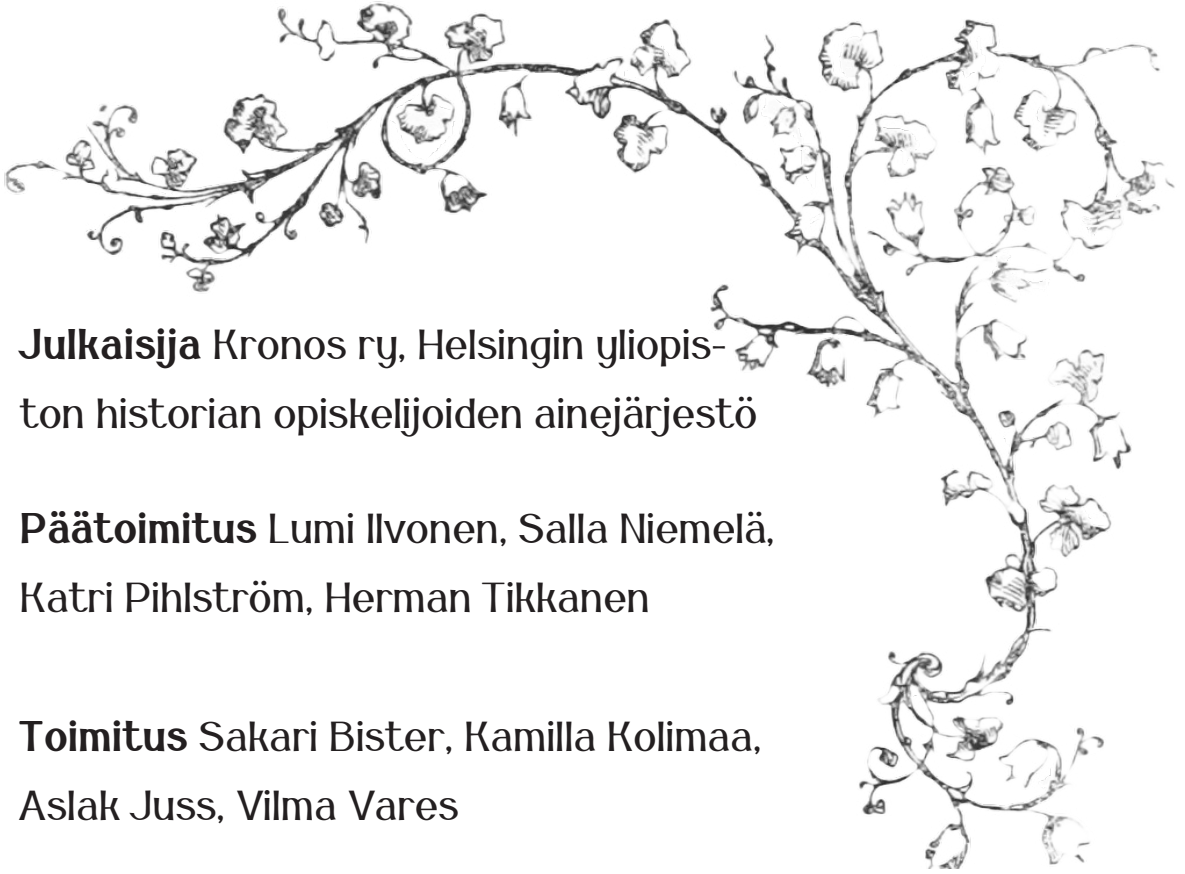 Julkaisija Kronos ry, Helsingin yliopis-
ton historian opiskelijoiden ainejärjestö
Päätoimitus Lumi Ilvonen, Salla Niemelä,
Katri Pihlström, Herman Tikkanen
Toimitus Sakari Bister, Kamilla Kolimaa,
Aslak Juss, Vilma Vares